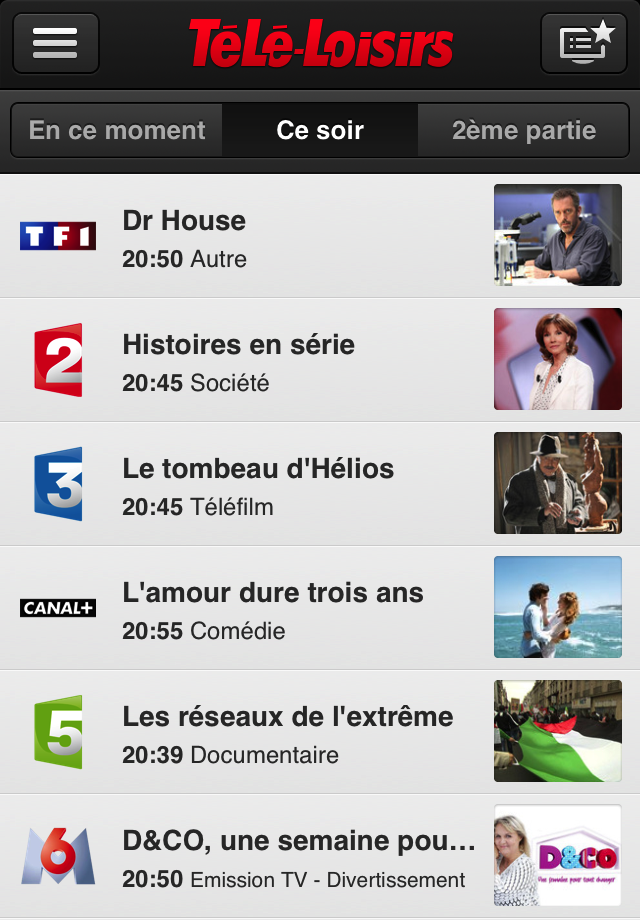 TéLé-Loisirs
En ce moment
Ce soir
2ème partie
TF1
Dr House
20:50 Autre
2
Histoires en série
20:45 Société
3
Le tombeau d'Hélios
20:45 Téléfilm
CANAL+
L'amour dure trois ans
20:55 Comédie
5
Les réseaux de l'extrême
20:39 Documentaire
M6
D&CO, une semaine pou...
20:50 Emission TV - Divertissement
D&CO
Une semaine pour tout changer